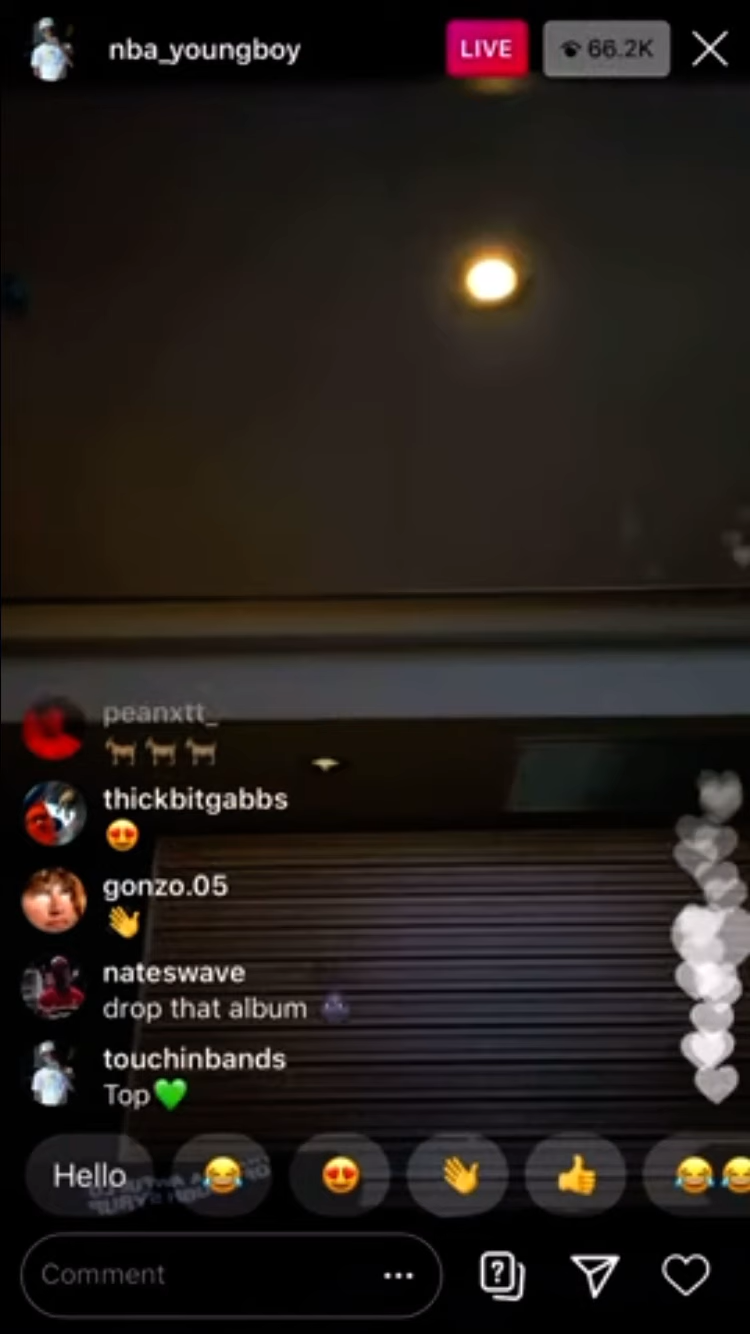 nba_youngboy
LIVE
66.2K
peanxtt_
🐐🐐🐐
thickbitgabbs
😍
gonzo.05
👋
nateswave
drop that album
touchinbands
Top💚
Hello 😂 😍 👋 👍 😂😂
Comment